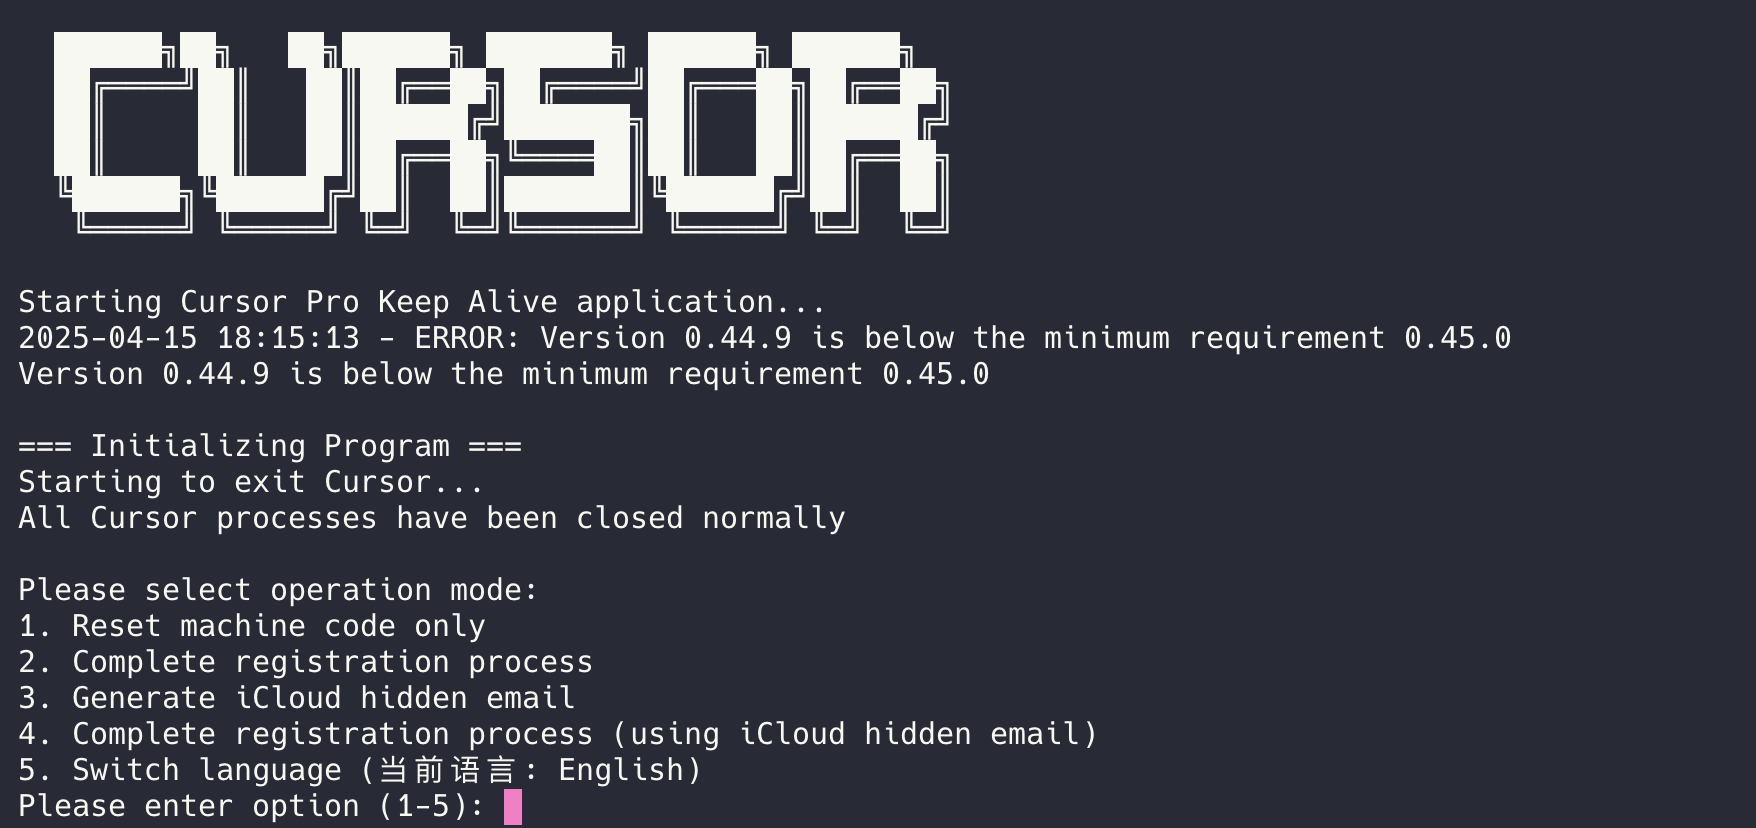 CURSOR
Starting Cursor Pro Keep Alive application...
2025-04-15 18:15:13 - ERROR: Version 0.44.9 is below the minimum requirement 0.45.0
Version 0.44.9 is below the minimum requirement 0.45.0
=== Initializing Program ===
Starting to exit Cursor...
All Cursor processes have been closed normally
Please select operation mode:
1. Reset machine code only
2. Complete registration process
3. Generate iCloud hidden email
4. Complete registration process (using iCloud hidden email)
5. Switch language (当前语言: English)
Please enter option (1-5):